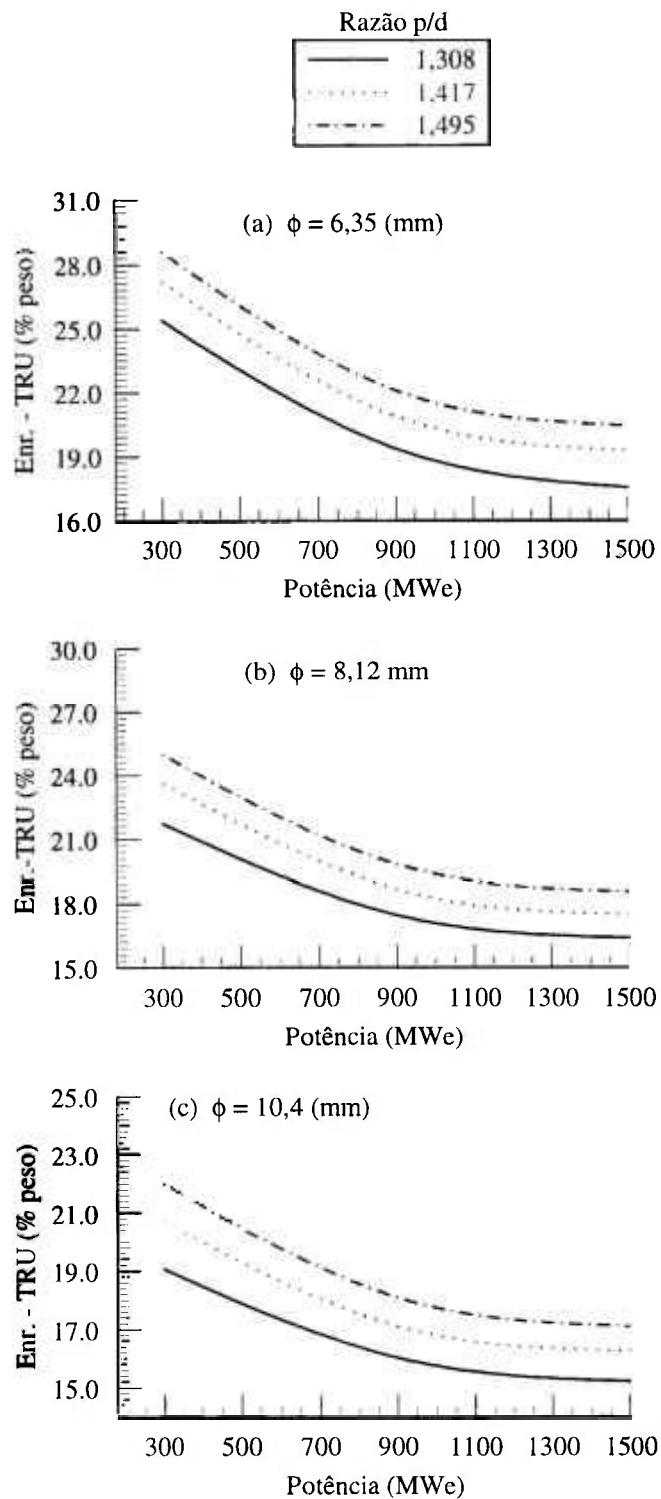 Razão p/d
1,308
1.417
1.495
31.0
(a) ϕ = 6,35 (mm)
28.0
25.0
22.0
19.0
16.0
Enr. - TRU (% peso)
300 500 700 900 1100 1300 1500
Potência (MWe)
30.0
(b) ϕ = 8,12 mm
27.0
24.0
21.0
18.0
15.0
Enr.-TRU (% peso)
300 500 700 900 1100 1300 1500
Potência (MWe)
25.0
(c) ϕ = 10,4 (mm)
23.0
21.0
19.0
17.0
15.0
Enr. - TRU (% peso)
300 500 700 900 1100 1300 1500
Potência (MWe)